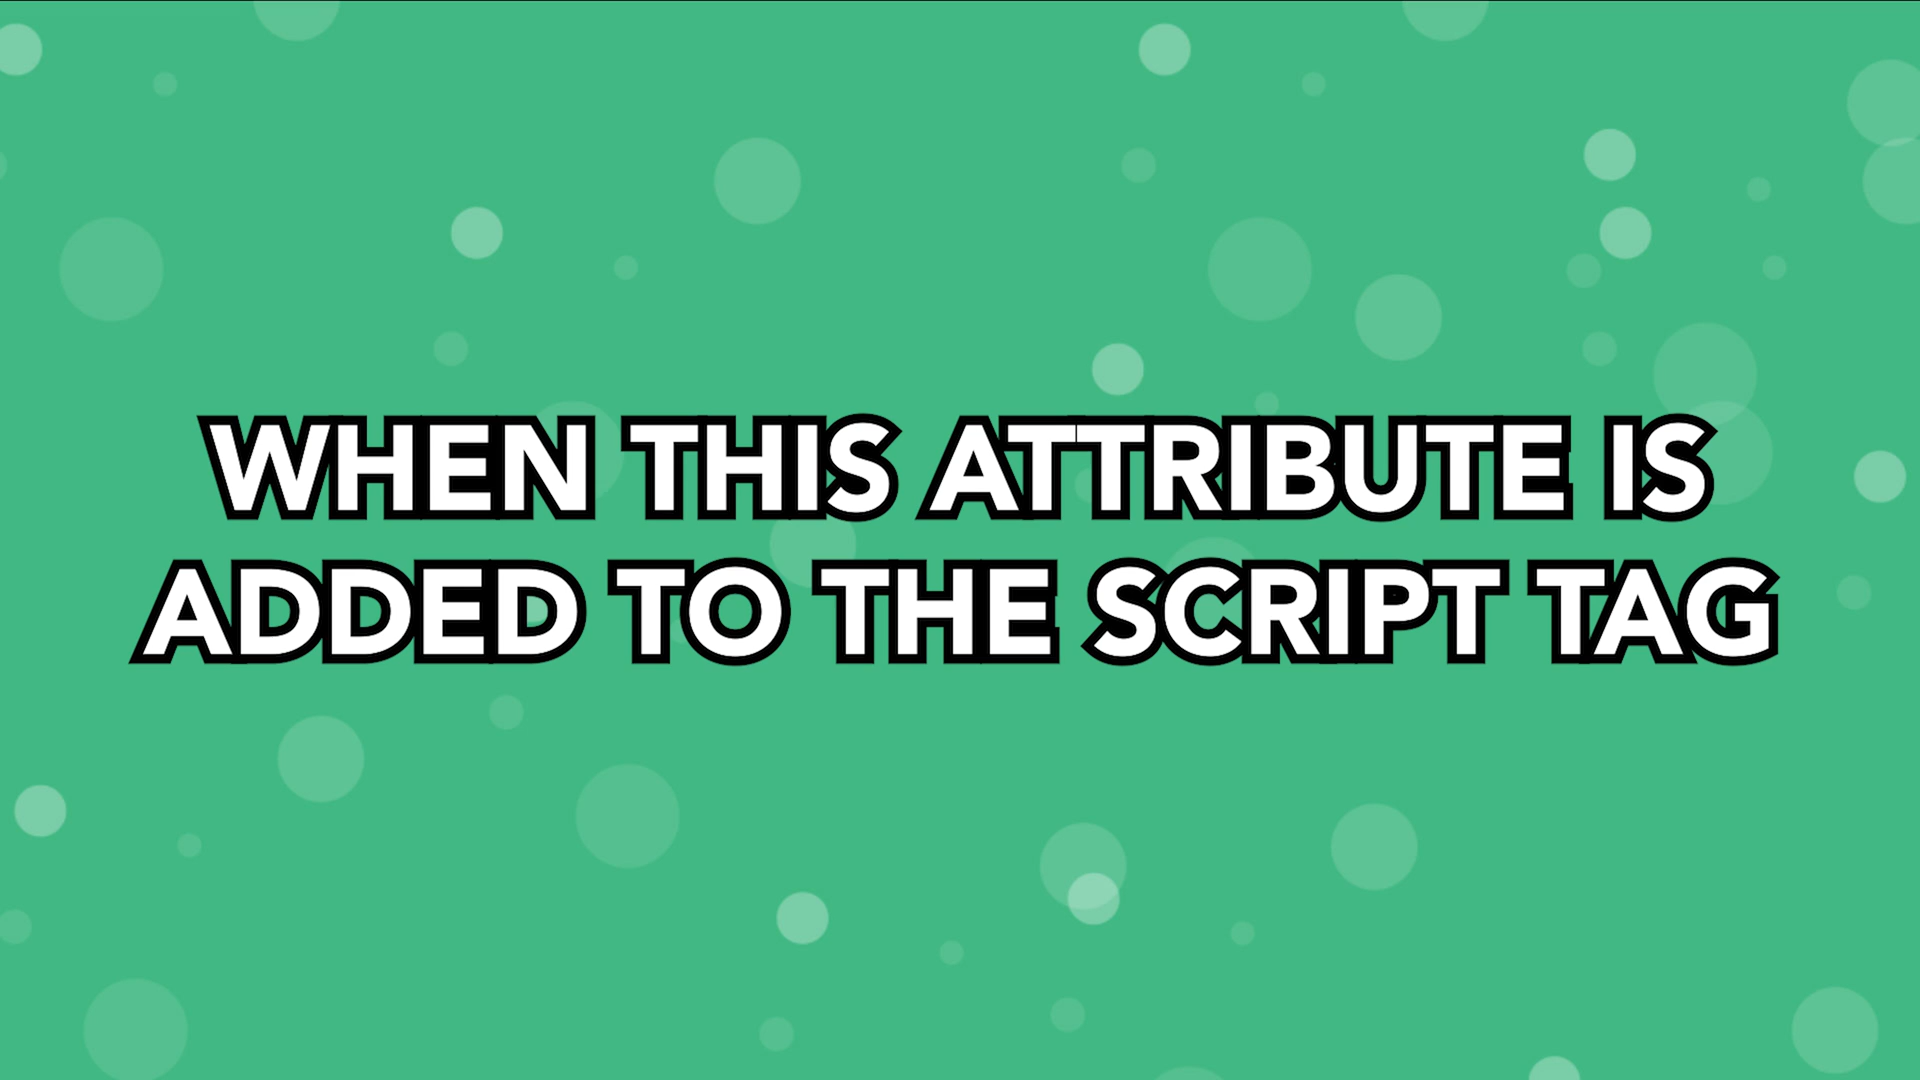 WHEN THIS ATTRIBUTE IS
ADDED TO THE SCRIPT TAG